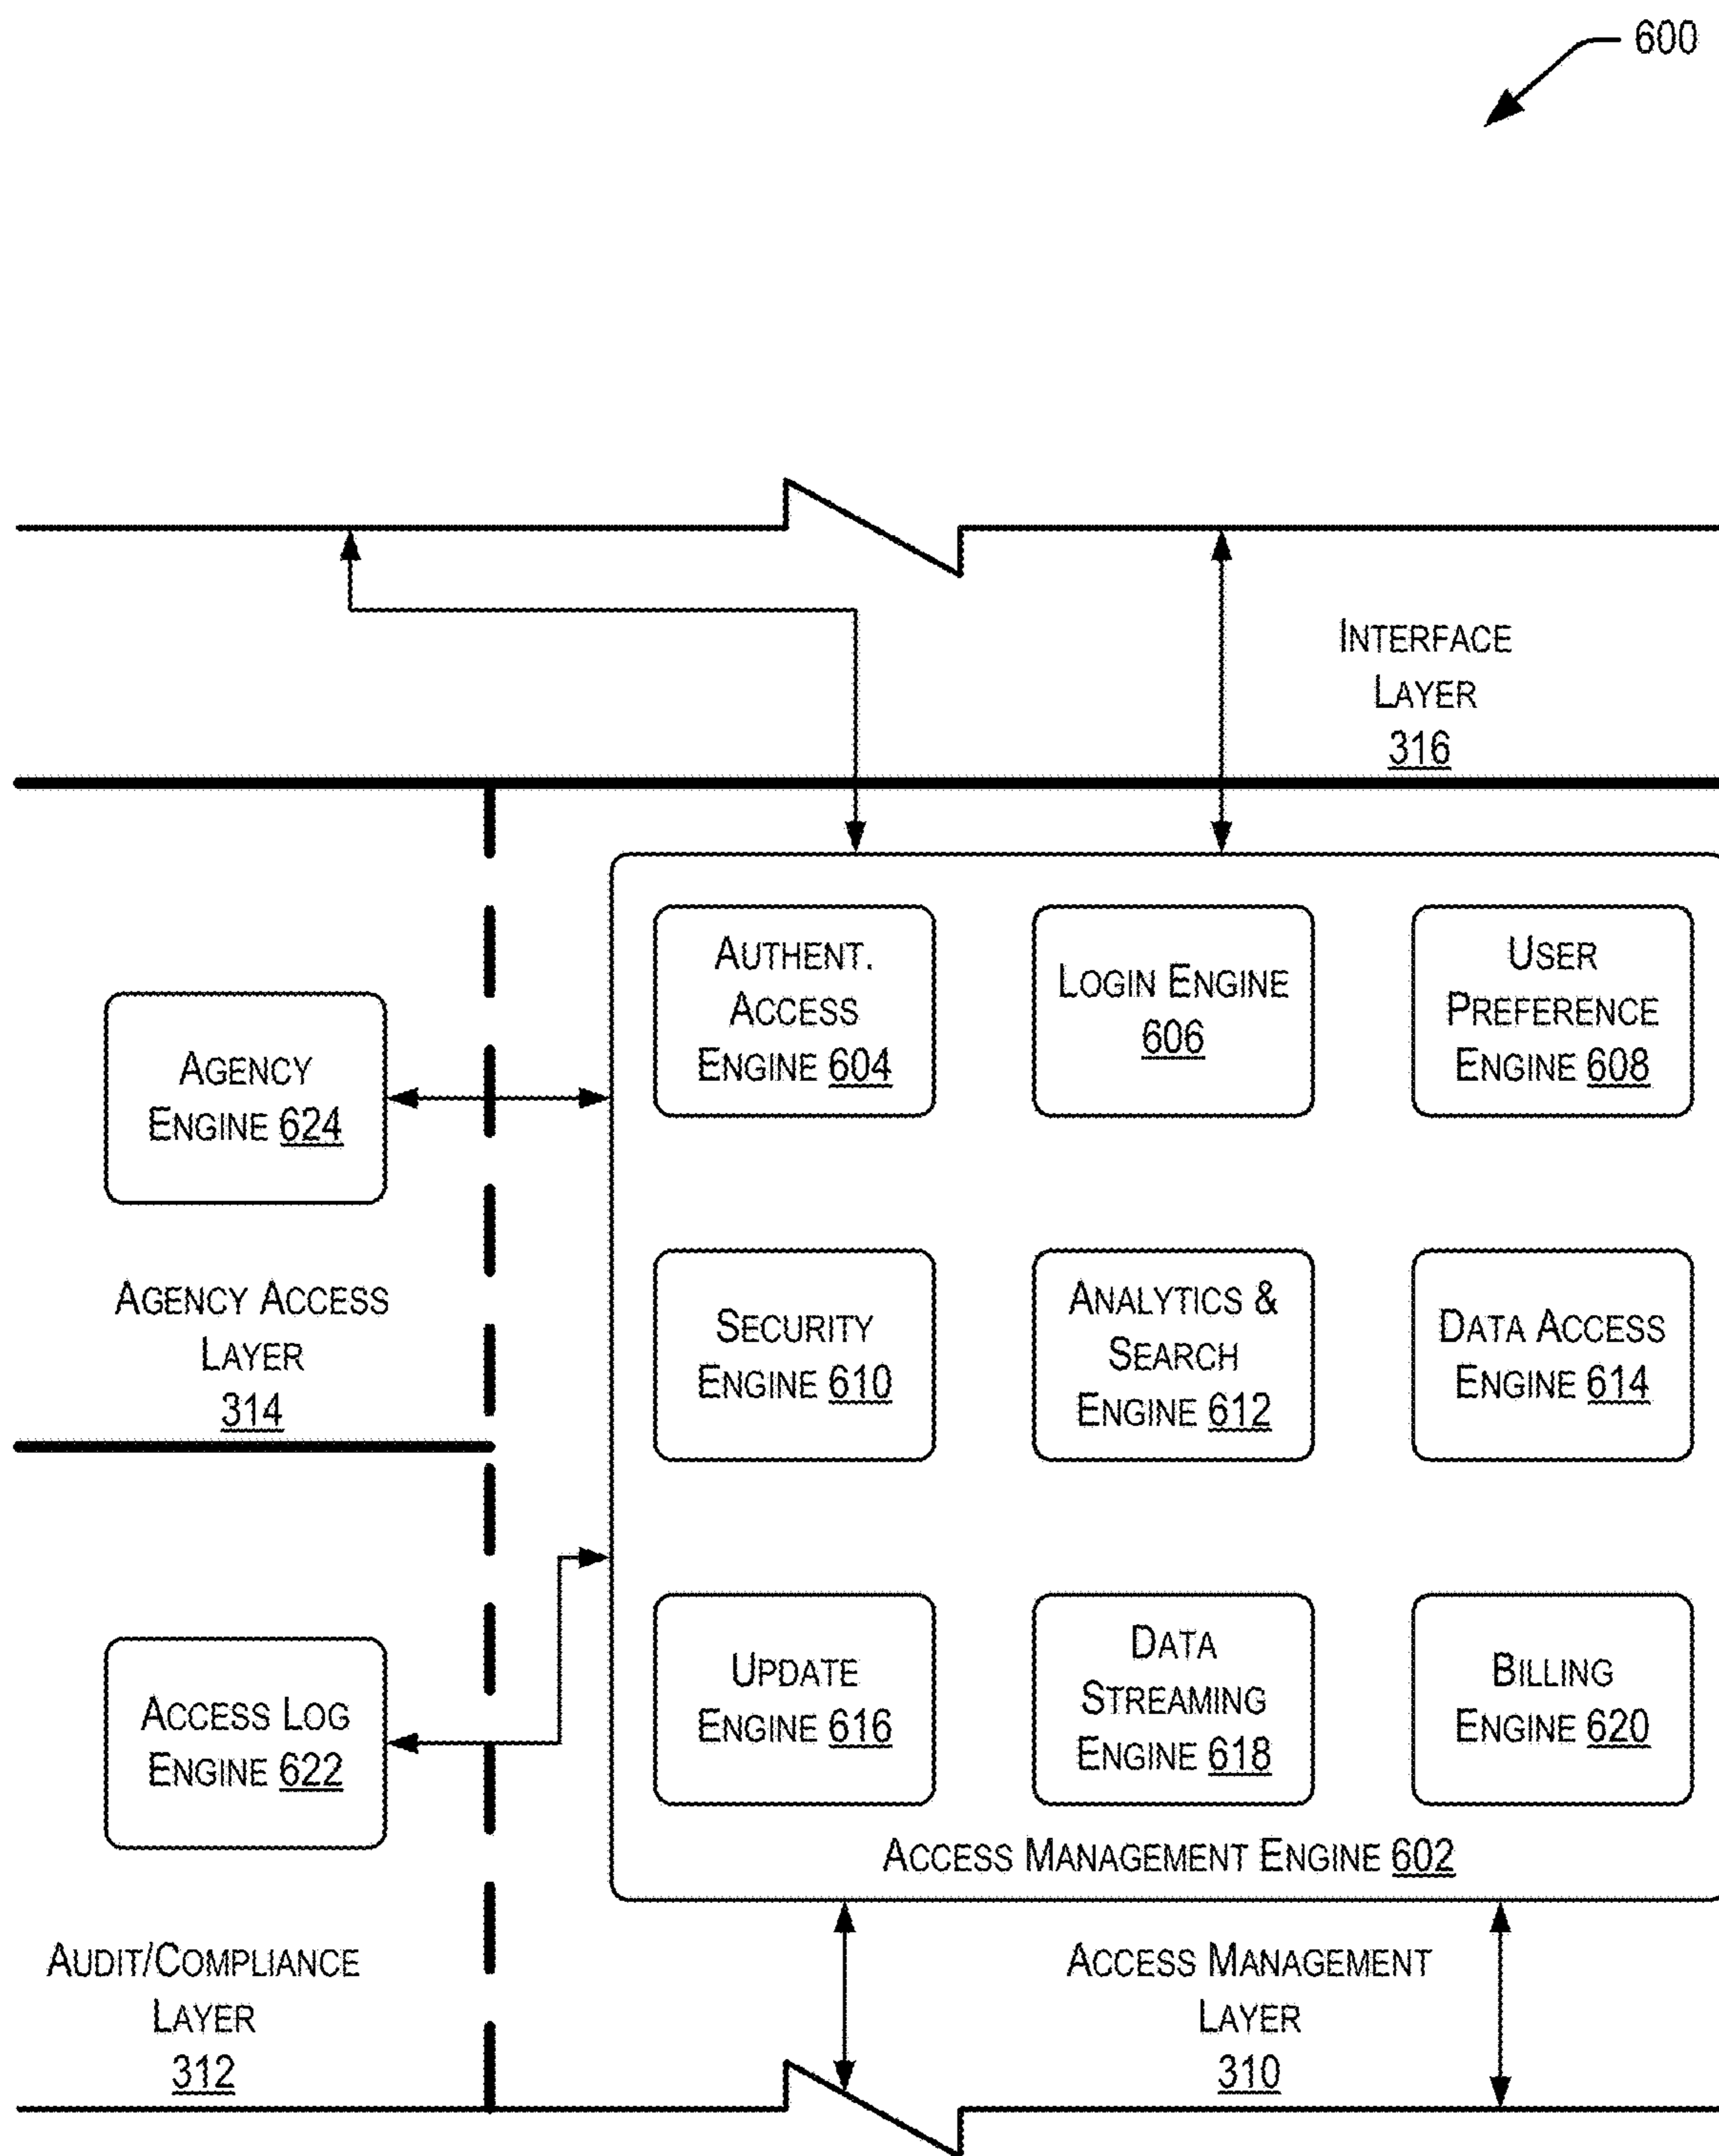 600
INTERFACE
LAYER
316
AUTHENT.
ACCESS
ENGINE 604
LOGIN ENGINE
606
USER
PREFERENCE
ENGINE 608
AGENCY
ENGINE 624
AGENCY ACCESS
LAYER
314
SECURITY
ENGINE 610
ANALYTICS &
SEARCH
ENGINE 612
DATA ACCESS
ENGINE 614
ACCESS LOG
ENGINE 622
UPDATE
ENGINE 616
DATA
STREAMING
ENGINE 618
BILLING
ENGINE 620
ACCESS MANAGEMENT ENGINE 602
AUDIT/COMPLIANCE
LAYER
312
ACCESS MANAGEMENT
LAYER
310